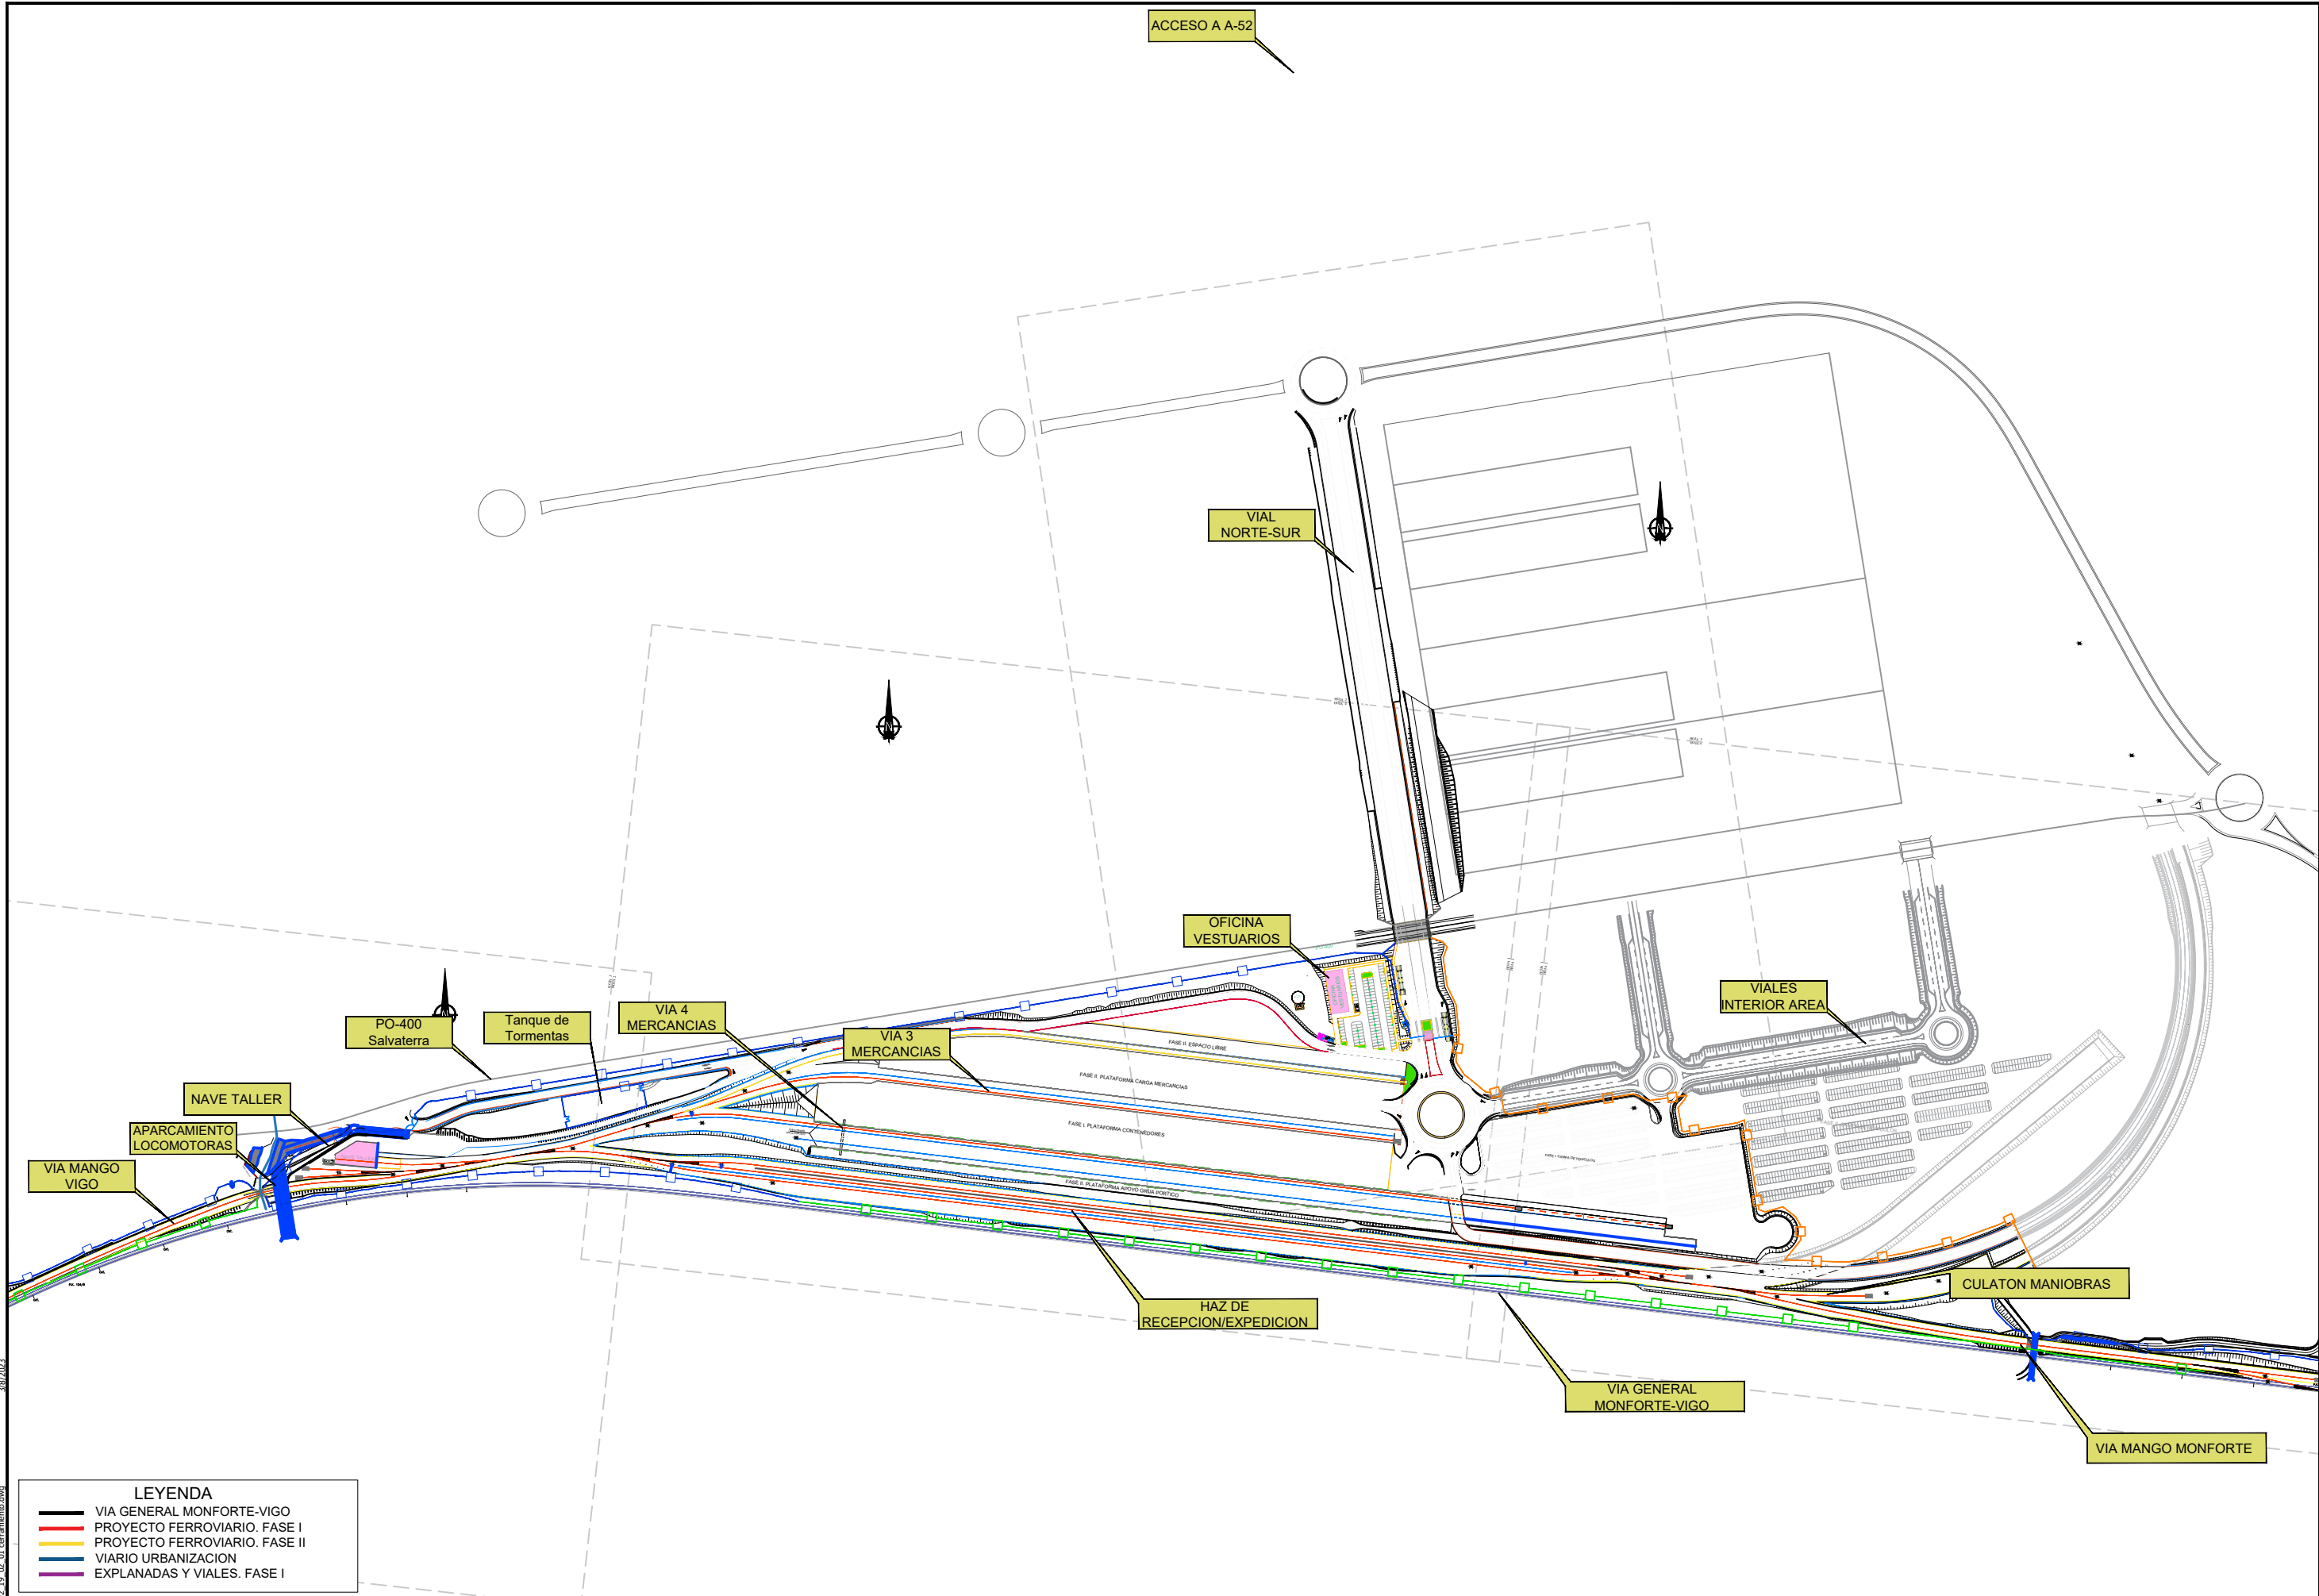 ACCESO A A-52
VIAL
NORTE-SUR
OFICINA
VESTUARIOS
VIALES
INTERIOR AREA
VIA 4
MERCANCIAS
PO-400
Salvaterra
Tanque de
Tormentas
VIA 3
MERCANCIAS
FASE II. ESPACIO LIBRE
FASE II. PLATAFORMA CARGA MERCANCIAS
NAVE TALLER
FASE I. PLATAFORMA CONTENEDORES
APARCAMIENTO
LOCOMOTORAS
VIA MANGO
VIGO
FASE II. PLATAFORMA APOYO GRUA PORTICO
CULATON MANIOBRAS
HAZ DE
RECEPCION/EXPEDICION
VIA GENERAL
MONFORTE-VIGO
VIA MANGO MONFORTE
LEYENDA
VIA GENERAL MONFORTE-VIGO
PROYECTO FERROVIARIO. FASE I
PROYECTO FERROVIARIO. FASE II
VIARIO URBANIZACION
EXPLANADAS Y VIALES. FASE I